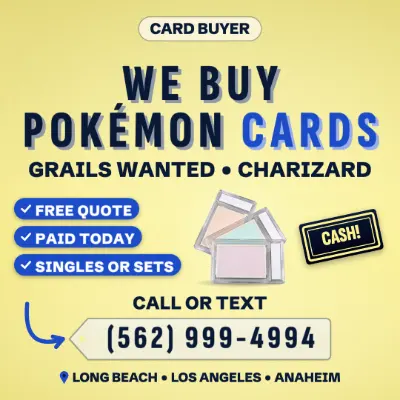 CARD BUYER
WE BUY
POKÉMON CARDS
GRAILS WANTED • CHARIZARD
FREE QUOTE
PAID TODAY
SINGLES OR SETS
CASH!
CALL OR TEXT
(562) 999-4994
LONG BEACH • LOS ANGELES • ANAHEIM